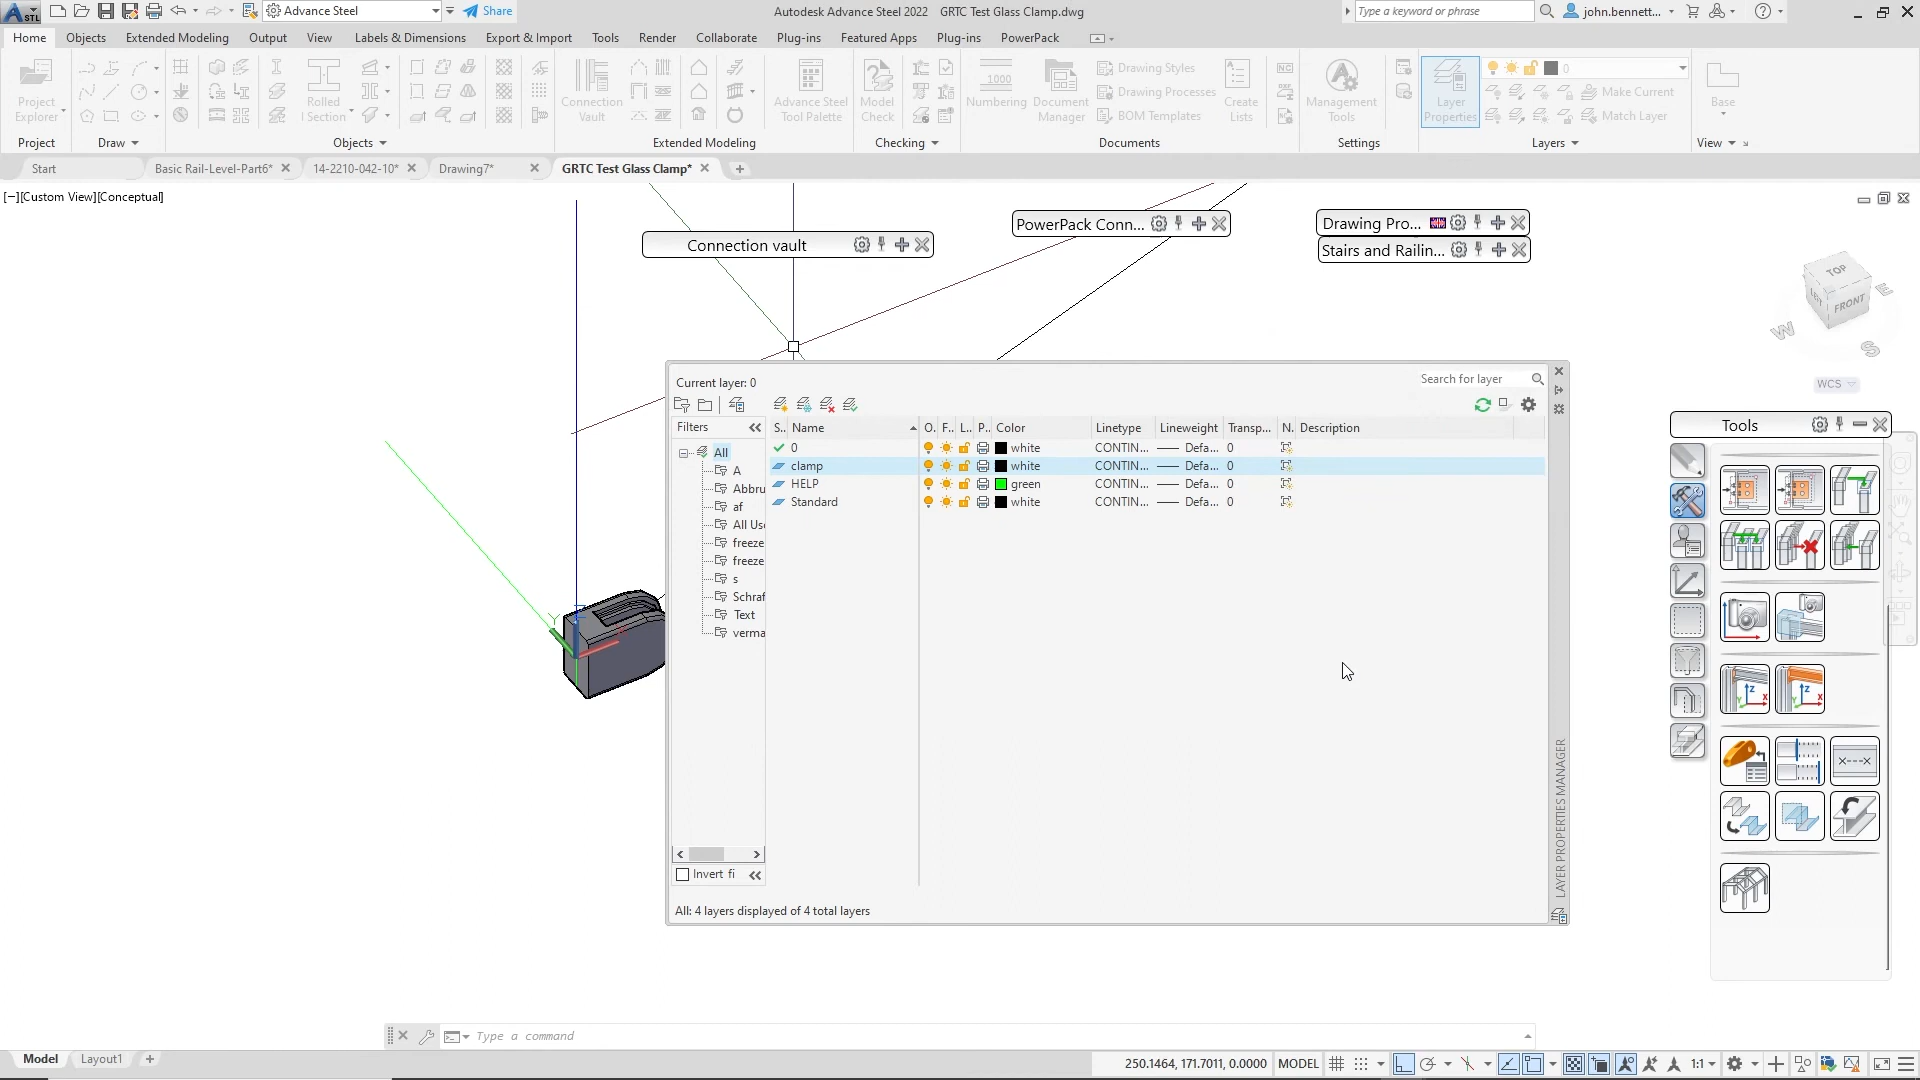 Advance Steel
Share
Autodesk Advance Steel 2022 GRTC Test Glass Clamp.dwg
Type a keyword or phrase
john.bennett...
STL
Home Objects Extended Modeling Output View Labels & Dimensions Export & Import Tools Render Collaborate Plug-ins Featured Apps Plug-ins PowerPack
Project
Explorer
Rolled
I Section
Connection
Vault
Advance Steel
Tool Palette
Model
Check
1000
Numbering
Document
Manager
Drawing Styles
Drawing Processes
BOM Templates
Create
Lists
NC
Management
Tools
Layer
Properties
0
Make Current
Match Layer
Base
Project Draw Objects Extended Modeling Checking Documents Settings Layers View
Start Basic Rail-Level-Part6* 14-2210-042-10* Drawing7* GRTC Test Glass Clamp*
[−][Custom View][Conceptual]
Connection vault
PowerPack Conn...
Drawing Pro...
Stairs and Railin...
TOP
LEFT
FRONT
E
W
S
WCS
Y
Tools
Current layer: 0
Search for layer
Filters
S.. Name O. F.. L.. P.. Color Linetype Lineweight Transp... N. Description
All
A
Abbru
af
All Use
freeze
freeze
s
Schraf
Text
verma
0 white CONTIN... Defa... 0
clamp white CONTIN... Defa... 0
HELP green CONTIN... Defa... 0
Standard white CONTIN... Defa... 0
Invert fi
All: 4 layers displayed of 4 total layers
LAYER PROPERTIES MANAGER
Type a command
Model Layout1
250.1464, 171.7011, 0.0000 MODEL 1:1